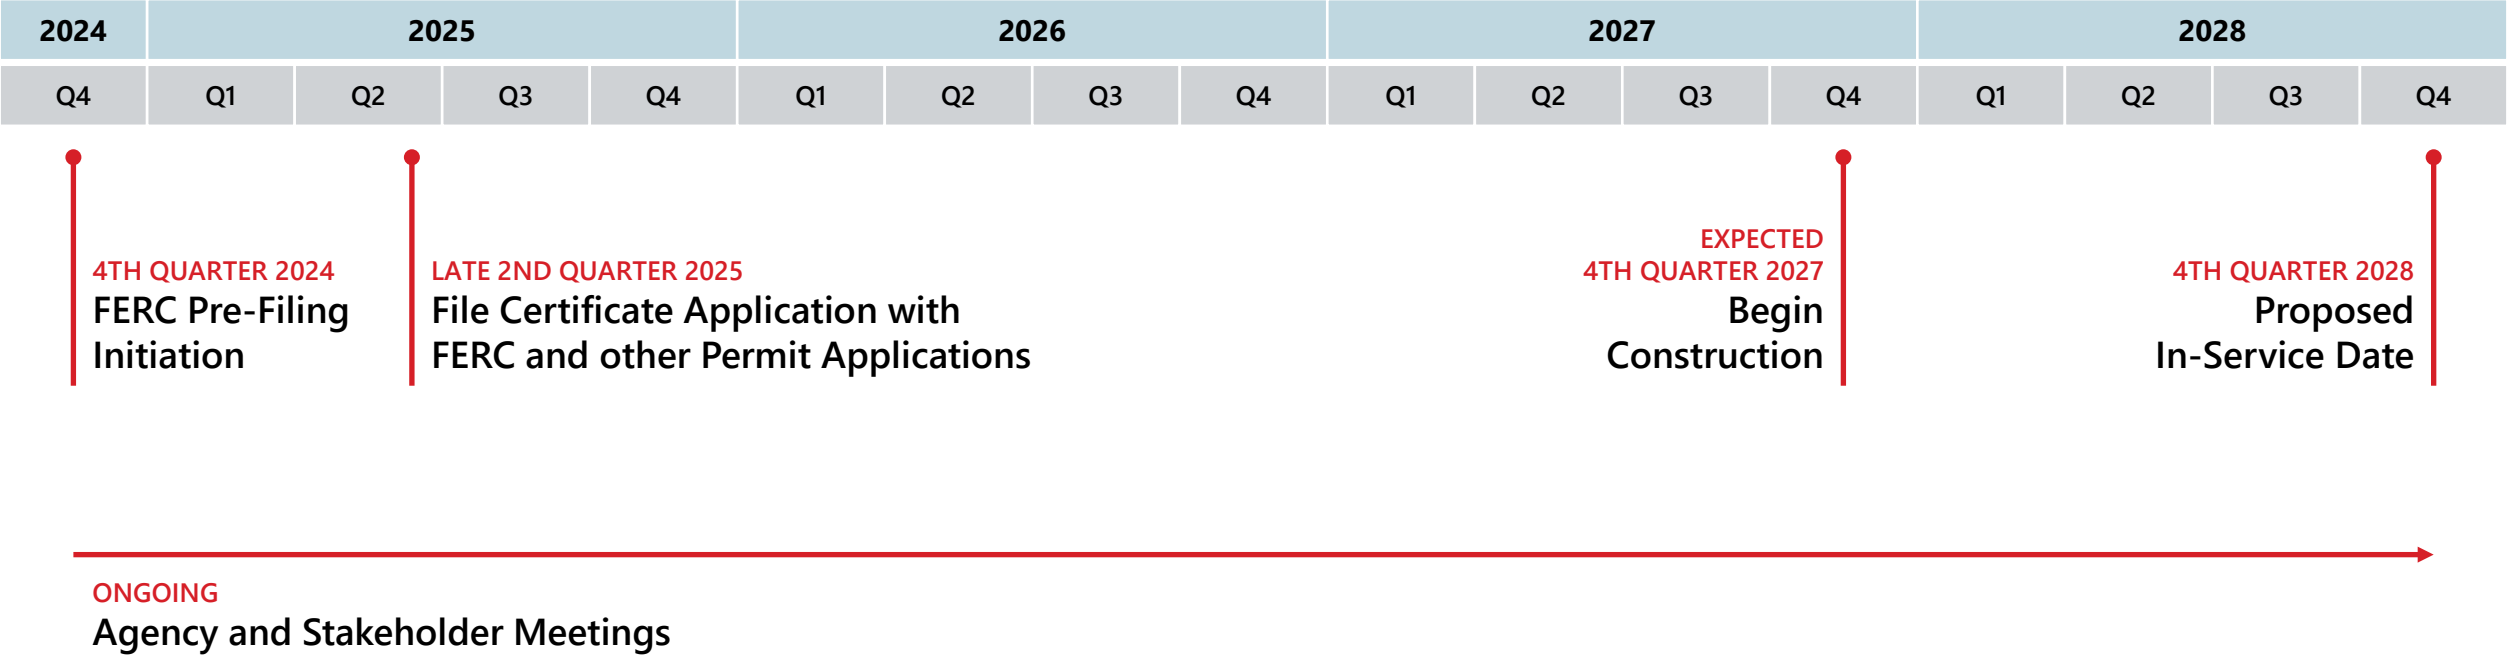 2024 2025 2026 2027 2028
Q4 Q1 Q2 Q3 Q4 Q1 Q2 Q3 Q4 Q1 Q2 Q3 Q4 Q1 Q2 Q3 Q4
4TH QUARTER 2024
FERC Pre-Filing
Initiation
LATE 2ND QUARTER 2025
File Certificate Application with
FERC and other Permit Applications
EXPECTED
4TH QUARTER 2027
Begin
Construction
4TH QUARTER 2028
Proposed
In-Service Date
ONGOING
Agency and Stakeholder Meetings